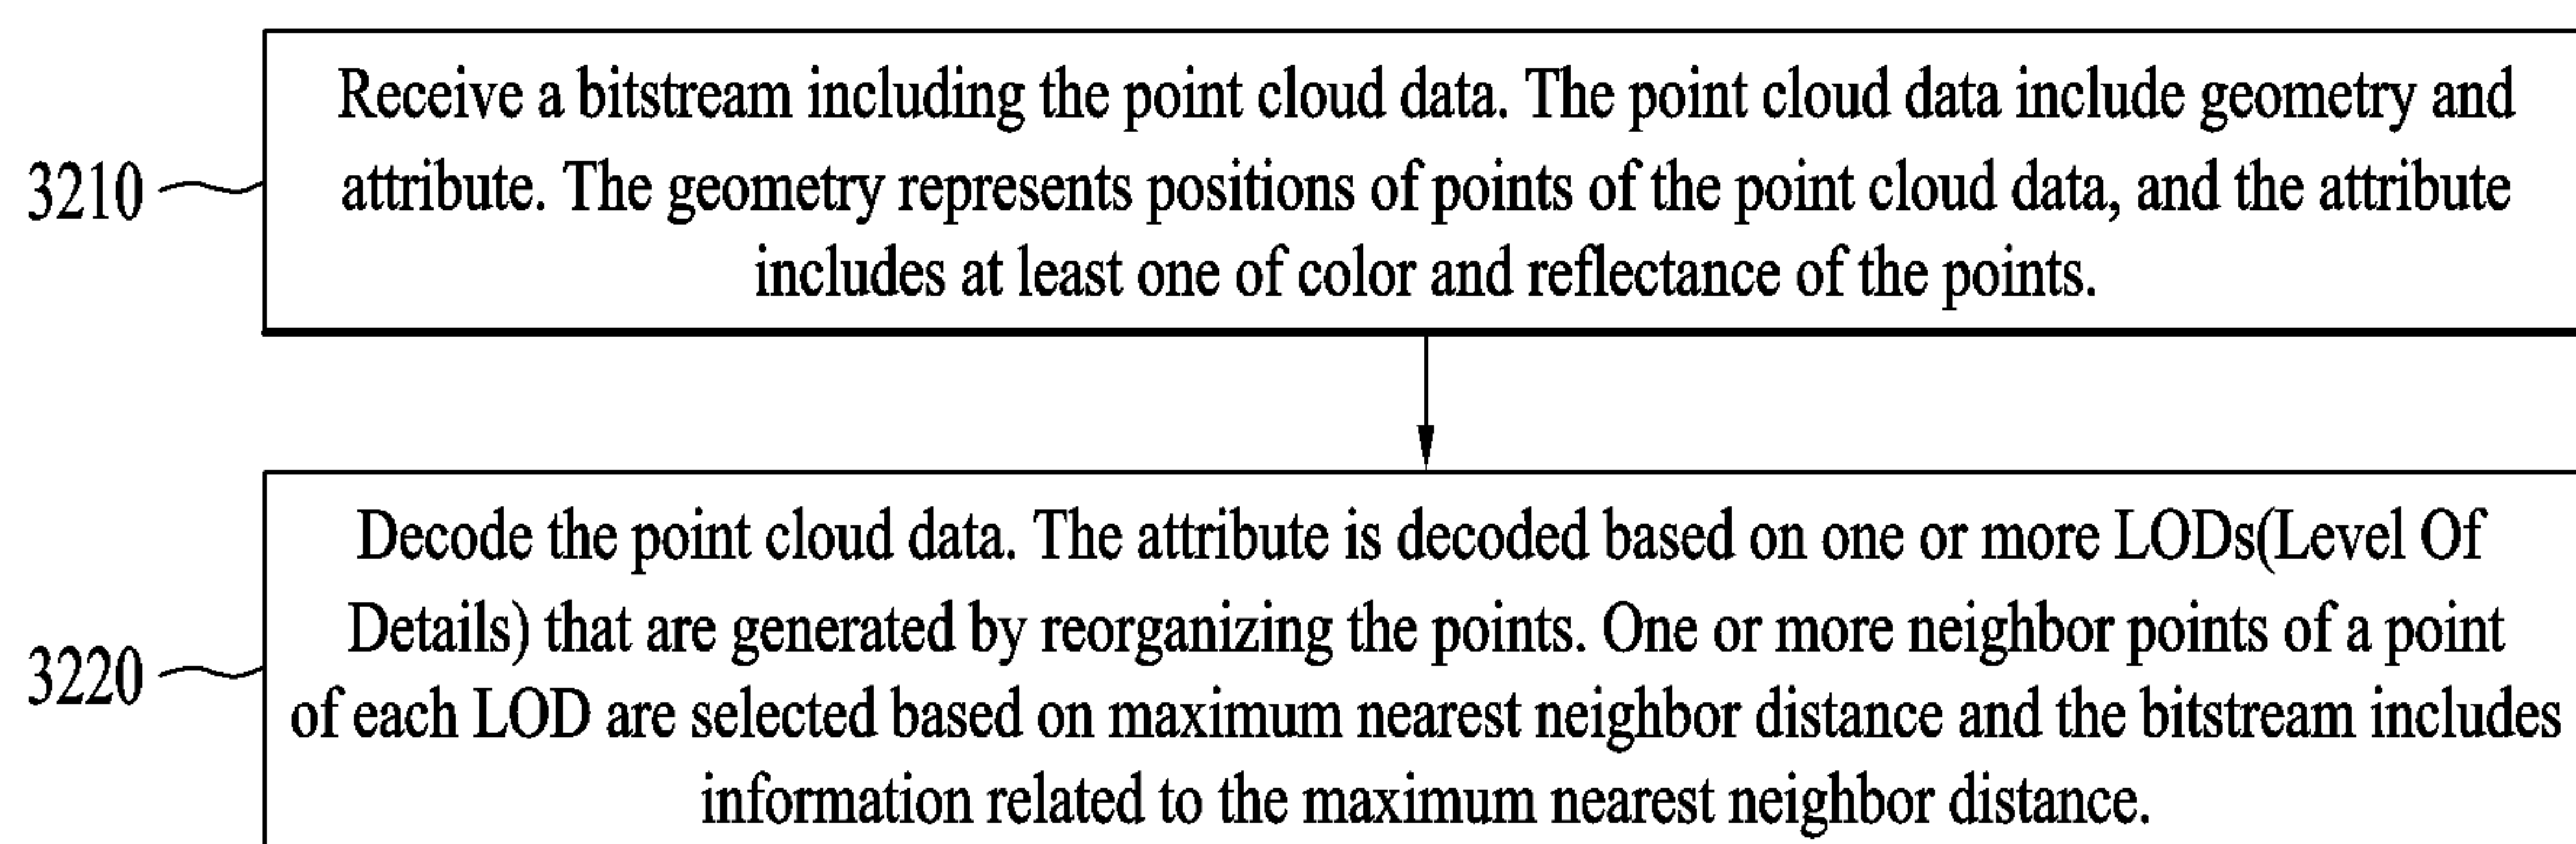 Receive a bitstream including the point cloud data. The point cloud data include geometry and
attribute. The geometry represents positions of points of the point cloud data, and the attribute
includes at least one of color and reflectance of the points.
3210
Decode the point cloud data. The attribute is decoded based on one or more LODs(Level Of
Details) that are generated by reorganizing the points. One or more neighbor points of a point
of each LOD are selected based on maximum nearest neighbor distance and the bitstream includes
information related to the maximum nearest neighbor distance.
3220